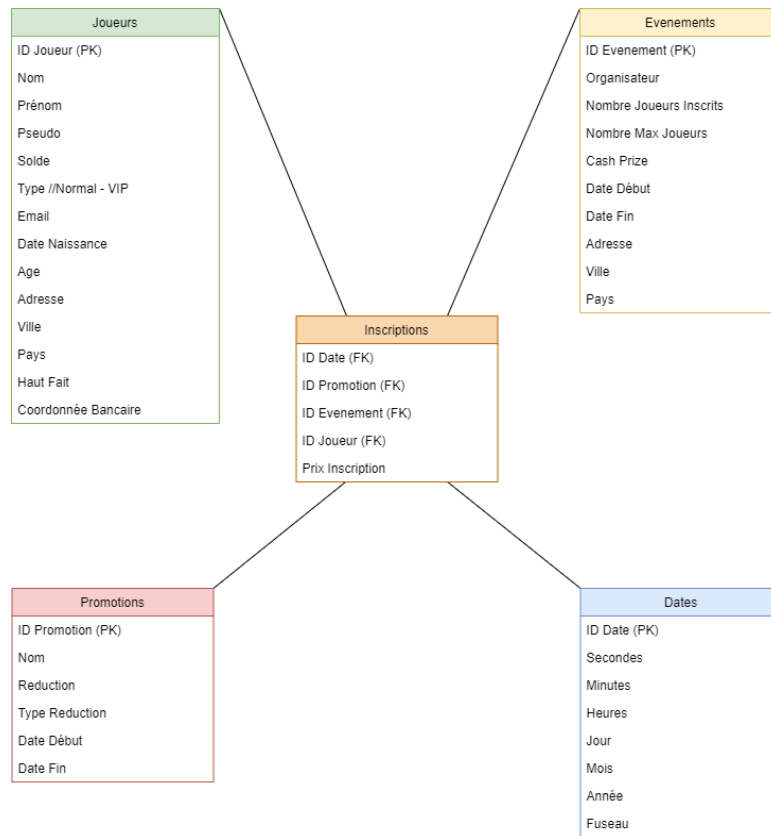 Joueurs
ID Joueur (PK)
Nom
Prénom
Pseudo
Solde
Type //Normal - VIP
Email
Date Naissance
Age
Adresse
Ville
Pays
Haut Fait
Coordonnée Bancaire
Evenements
ID Evenement (PK)
Organisateur
Nombre Joueurs Inscrits
Nombre Max Joueurs
Cash Prize
Date Début
Date Fin
Adresse
Ville
Pays
Inscriptions
ID Date (FK)
ID Promotion (FK)
ID Evenement (FK)
ID Joueur (FK)
Prix Inscription
Promotions
ID Promotion (PK)
Nom
Reduction
Type Reduction
Date Début
Date Fin
Dates
ID Date (PK)
Secondes
Minutes
Heures
Jour
Mois
Année
Fuseau